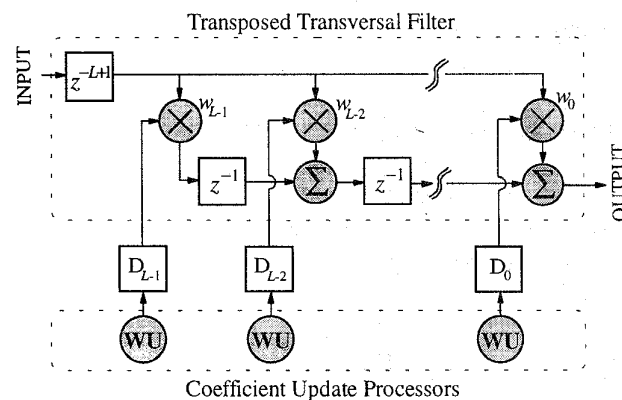 Transposed Transversal Filter
INPUT
z^{-L+1}
w_{L-1}
w_{L-2}
w_0
z^{-1}
Σ
z^{-1}
Σ
OUTPUT
D_{L-1}
D_{L-2}
D_0
WU
WU
WU
Coefficient Update Processors